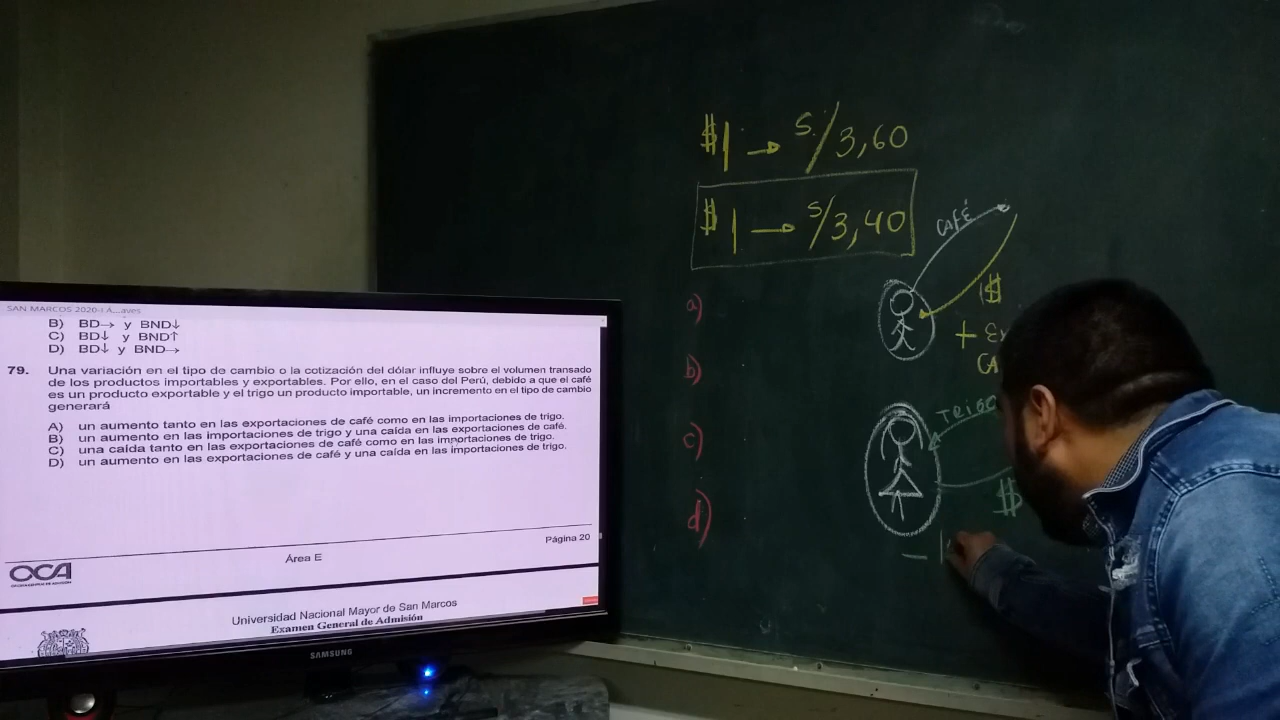 SAN MARCOS 2020-I A...aves
B) BD→ y BND↓
C) BD↓ y BND↑
D) BD↓ y BND→
79. Una variación en el tipo de cambio o la cotización del dólar influye sobre el volumen transado
de los productos importables y exportables. Por ello, en el caso del Perú, debido a que el café
es un producto exportable y el trigo un producto importable, un incremento en el tipo de cambio
generará
A) un aumento tanto en las exportaciones de café como en las importaciones de trigo.
B) un aumento en las importaciones de trigo y una caída en las exportaciones de café.
C) una caída tanto en las exportaciones de café como en las importaciones de trigo.
D) un aumento en las exportaciones de café y una caída en las importaciones de trigo.
Página 20
Área E
OCA
Universidad Nacional Mayor de San Marcos
Examen General de Admisión
SAMSUNG
$1 → S/3,60
$1 → S/3,40
CAFÉ
a)
$
+ Ex
CA
b)
TRIGO
c)
$
d)